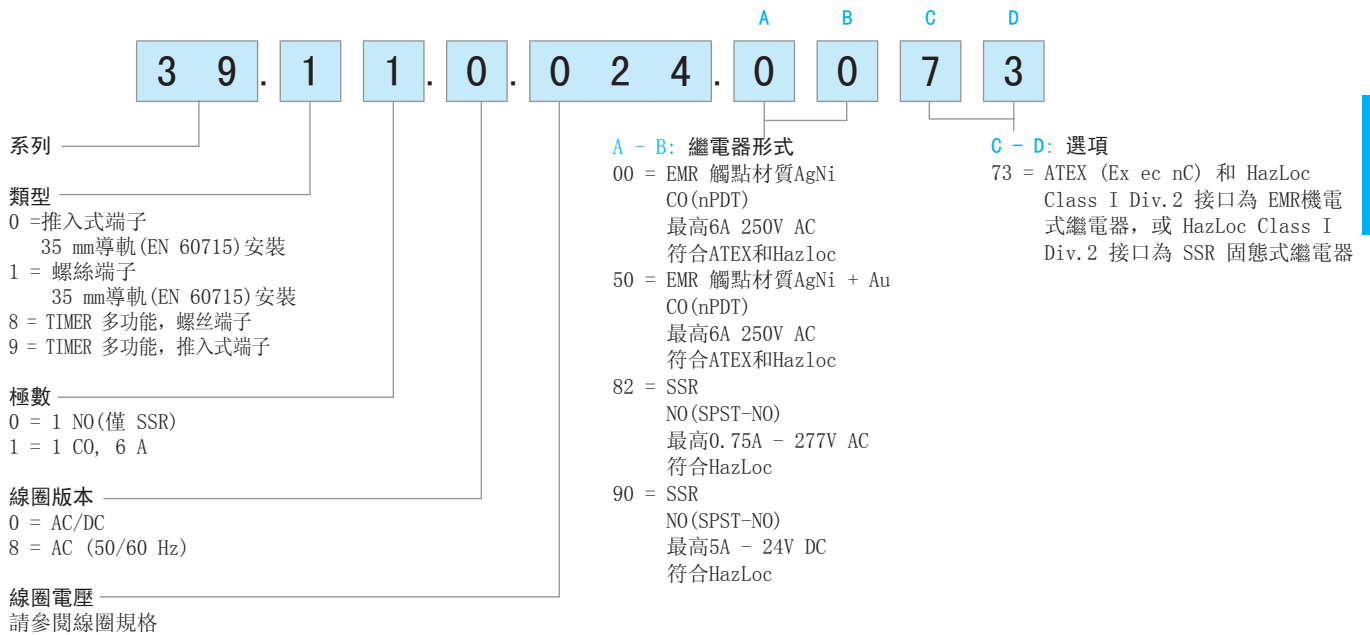 A B C D
3 9 . 1 1 . 0 . 0 2 4 . 0 0 7 3
系列
類型
0 =推入式端子
35 mm導軌(EN 60715)安裝
1 = 螺絲端子
35 mm導軌(EN 60715)安裝
8 = TIMER 多功能，螺丝端子
9 = TIMER 多功能，推入式端子
極數
0 = 1 NO(僅 SSR)
1 = 1 CO, 6 A
線圈版本
0 = AC/DC
8 = AC (50/60 Hz)
線圈電壓
請參閱線圈規格
A - B: 繼電器形式
00 = EMR 觸點材質AgNi
CO(nPDT)
最高6A 250V AC
符合ATEX和Hazloc
50 = EMR 觸點材質AgNi + Au
CO(nPDT)
最高6A 250V AC
符合ATEX和Hazloc
82 = SSR
NO(SPST-NO)
最高0.75A - 277V AC
符合HazLoc
90 = SSR
NO(SPST-NO)
最高5A - 24V DC
符合HazLoc
C - D: 選項
73 = ATEX (Ex ec nC) 和 HazLoc
Class I Div.2 接口為 EMR機電
式繼電器，或 HazLoc Class I
Div.2 接口為 SSR 固態式繼電器